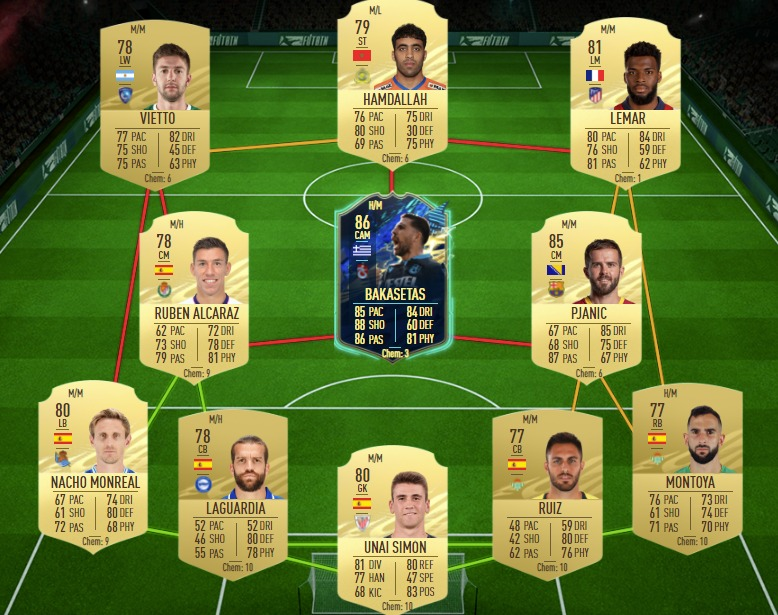 M/L
79
ST
HAMDALLAH
76 PAC 75 DRI
80 SHO 30 DEF
69 PAS 75 PHY
Chem: 6
M/M
78
LW
VIETTO
77 PAC 82 DRI
75 SHO 45 DEF
75 PAS 63 PHY
Chem: 6
M/M
81
LM
LEMAR
80 PAC 84 DRI
76 SHO 59 DEF
81 PAS 62 PHY
Chem: 1
H/M
86
CAM
BAKASETAS
85 PAC 84 DRI
88 SHO 60 DEF
86 PAS 81 PHY
Chem: 3
M/H
78
CM
RUBEN ALCARAZ
62 PAC 72 DRI
73 SHO 78 DEF
79 PAS 81 PHY
Chem: 9
M/M
85
CM
PJANIC
67 PAC 85 DRI
68 SHO 75 DEF
87 PAS 67 PHY
Chem: 6
M/M
80
LB
NACHO MONREAL
67 PAC 74 DRI
61 SHO 80 DEF
72 PAS 68 PHY
Chem: 9
M/H
78
CB
LAGUARDIA
52 PAC 52 DRI
46 SHO 80 DEF
55 PAS 78 PHY
Chem: 10
M/M
80
GK
UNAI SIMON
81 DIV 80 REF
77 HAN 47 SPE
68 KIC 83 POS
Chem: 10
M/M
77
CB
RUIZ
48 PAC 59 DRI
42 SHO 80 DEF
62 PAS 76 PHY
Chem: 10
H/M
77
RB
MONTOYA
76 PAC 73 DRI
61 SHO 74 DEF
71 PAS 70 PHY
Chem: 10